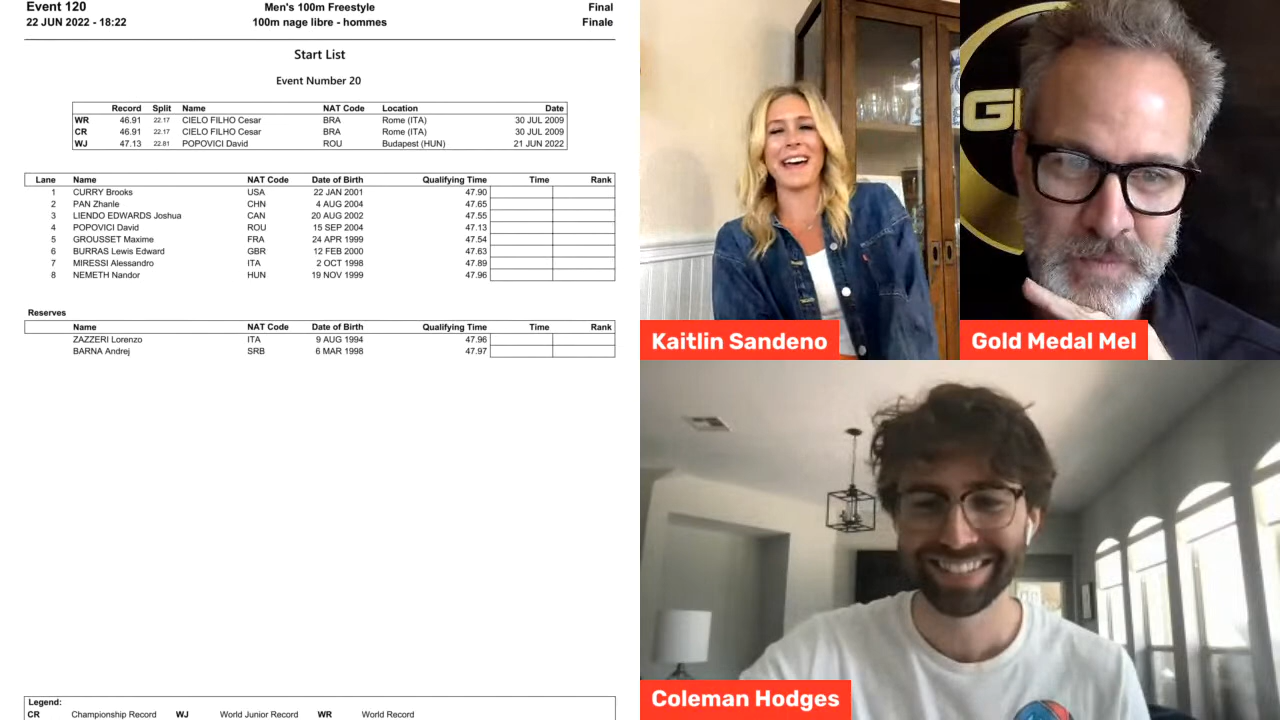 Event 120 Men's 100m Freestyle Final
22 JUN 2022 - 18:22 100m nage libre - hommes Finale
Start List
Event Number 20
Record Split Name NAT Code Location Date
WR 46.91 22.17 CIELO FILHO Cesar BRA Rome (ITA) 30 JUL 2009
CR 46.91 22.17 CIELO FILHO Cesar BRA Rome (ITA) 30 JUL 2009
WJ 47.13 22.81 POPOVICI David ROU Budapest (HUN) 21 JUN 2022
Lane Name NAT Code Date of Birth Qualifying Time Time Rank
1 CURRY Brooks USA 22 JAN 2001 47.90
2 PAN Zhanle CHN 4 AUG 2004 47.65
3 LIENDO EDWARDS Joshua CAN 20 AUG 2002 47.55
4 POPOVICI David ROU 15 SEP 2004 47.13
5 GROUSSET Maxime FRA 24 APR 1999 47.54
6 BURRAS Lewis Edward GBR 12 FEB 2000 47.63
7 MIRESSI Alessandro ITA 2 OCT 1998 47.89
8 NEMETH Nandor HUN 19 NOV 1999 47.96
Reserves
Name NAT Code Date of Birth Qualifying Time Time Rank
ZAZZERI Lorenzo ITA 9 AUG 1994 47.96
BARNA Andrej SRB 6 MAR 1998 47.97
Legend:
CR Championship Record WJ World Junior Record WR World Record
Kaitlin Sandeno
Gold Medal Mel
Coleman Hodges